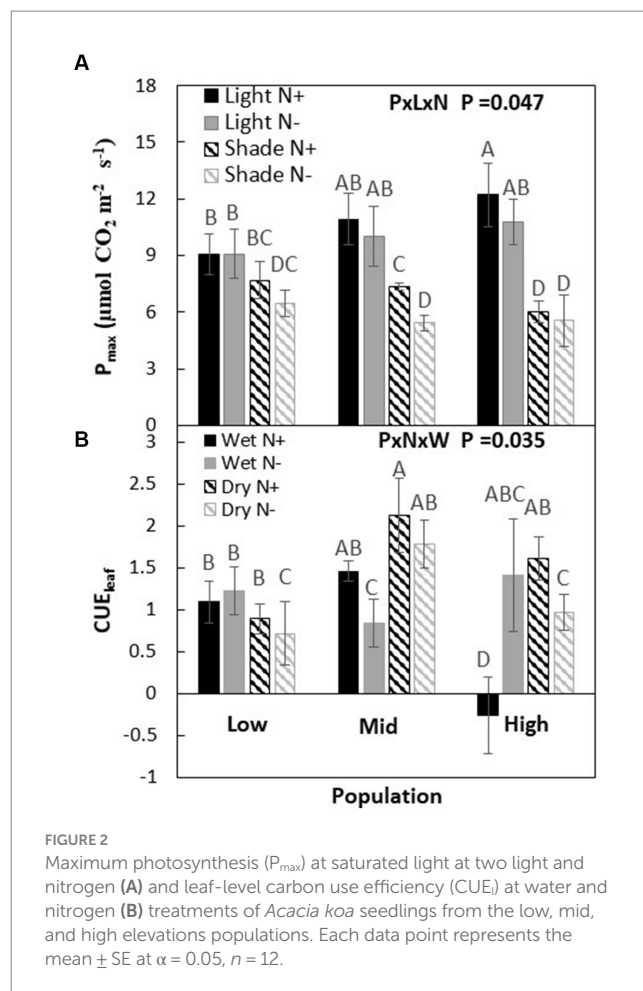 A
18
15
12
9
6
3
0
Pmax (µmol CO2 m-2 s-1)
Light N+
Light N-
Shade N+
Shade N-
PxLxN P =0.047
B B BC DC
AB AB C D
A AB D D
B
3
2.5
2
1.5
1
0.5
0
-0.5
-1
CUEleaf
Wet N+
Wet N-
Dry N+
Dry N-
PxNxW P =0.035
B B B C
AB C A AB
D ABC AB C
Low Mid High
Population
FIGURE 2
Maximum photosynthesis (Pmax) at saturated light at two light and
nitrogen (A) and leaf-level carbon use efficiency (CUEl) at water and
nitrogen (B) treatments of Acacia koa seedlings from the low, mid,
and high elevations populations. Each data point represents the
mean ± SE at α = 0.05, n = 12.